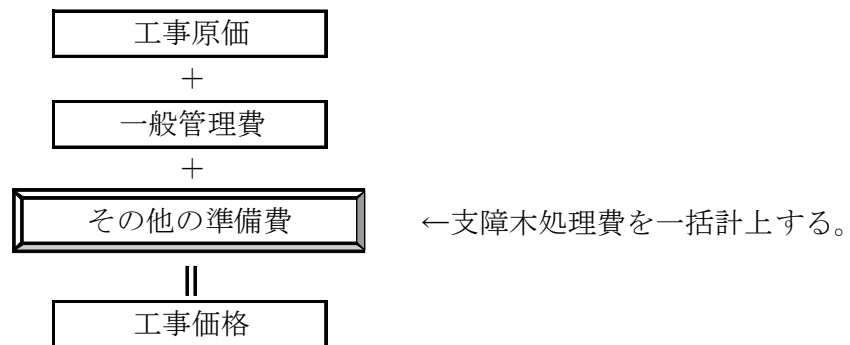 工事原価
＋
一般管理費
＋
その他の準備費 ←支障木処理費を一括計上する。
＝
工事価格